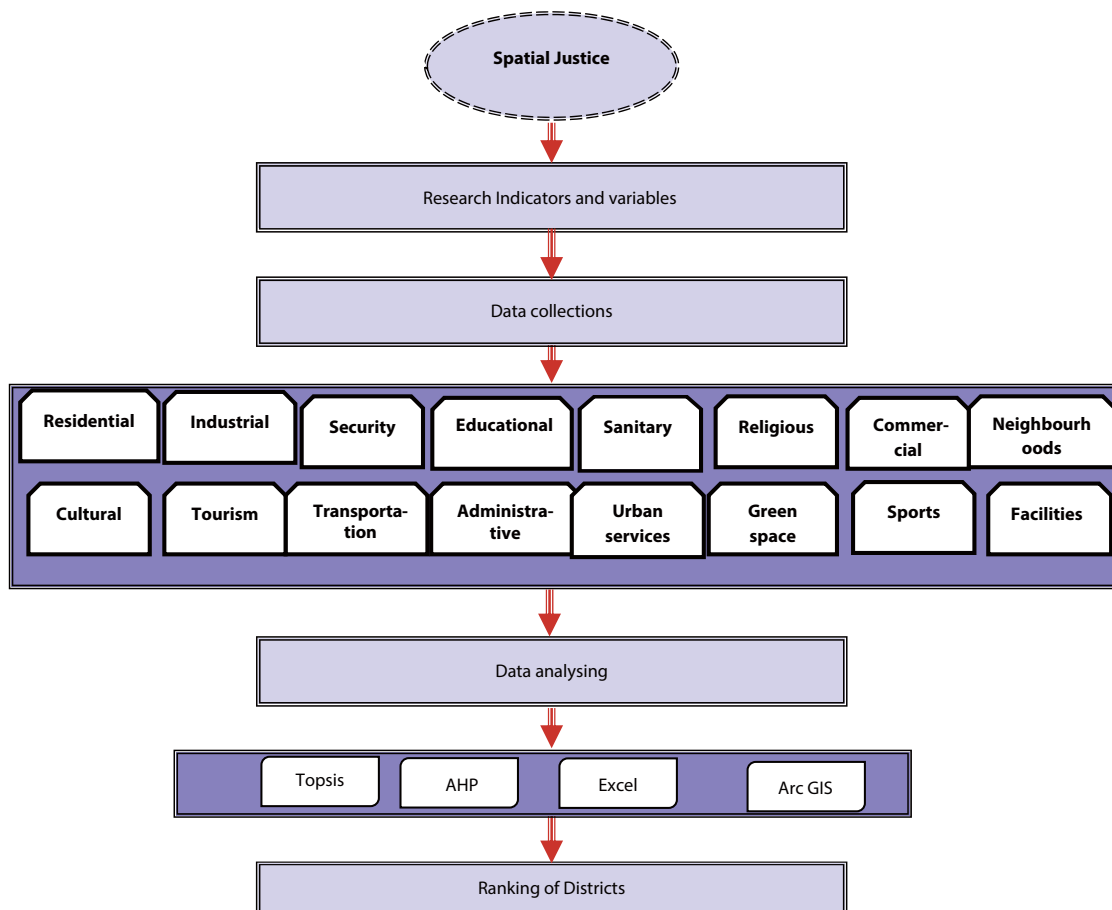 Spatial Justice
Research Indicators and variables
Data collections
Residential
Industrial
Security
Educational
Sanitary
Religious
Commer-
cial
Neighbourh
oods
Cultural
Tourism
Transporta-
tion
Administra-
tive
Urban
services
Green
space
Sports
Facilities
Data analysing
Topsis
AHP
Excel
Arc GIS
Ranking of Districts